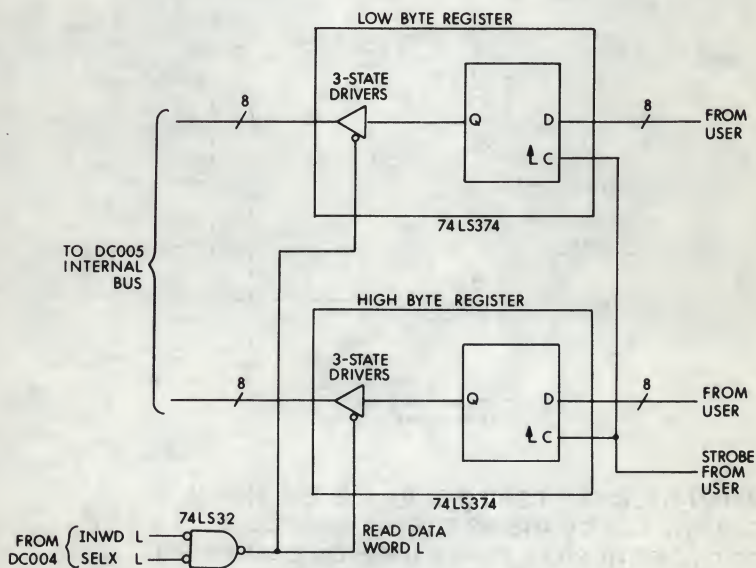 LOW BYTE REGISTER
3-STATE
DRIVERS
8
Q
D
C
8
FROM
USER
74LS374
TO DC005
INTERNAL
BUS
HIGH BYTE REGISTER
3-STATE
DRIVERS
8
Q
D
C
8
FROM
USER
STROBE
FROM
USER
74LS374
74LS32
READ DATA
WORD L
FROM
DC004
INWD L
SELX L